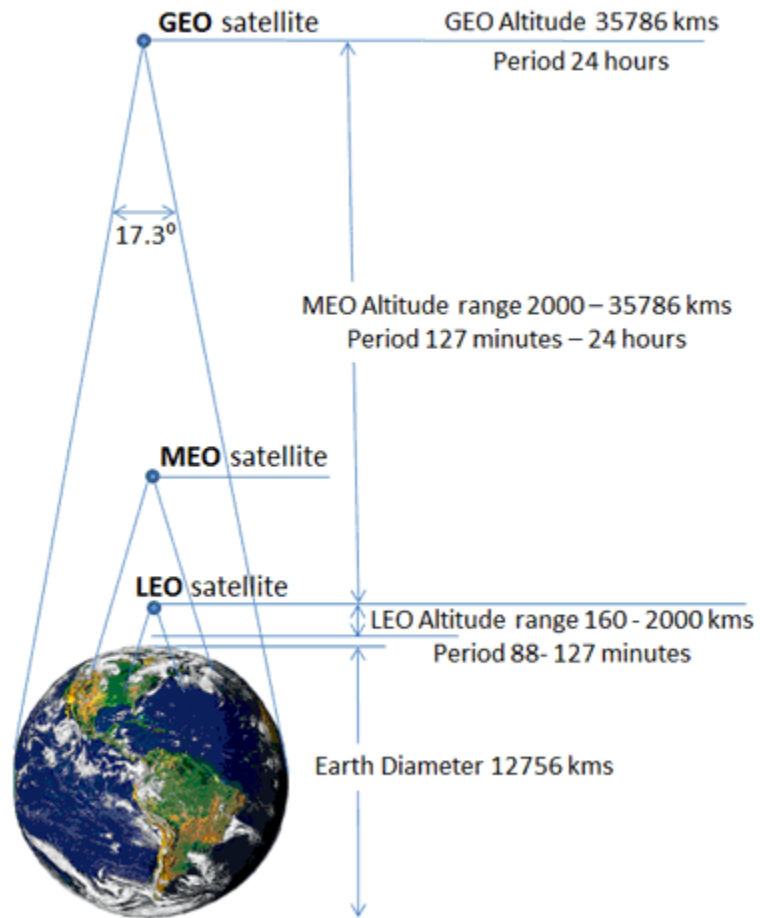 GEO satellite
GEO Altitude 35786 kms
Period 24 hours
17.3⁰
MEO Altitude range 2000 – 35786 kms
Period 127 minutes – 24 hours
MEO satellite
LEO satellite
LEO Altitude range 160 - 2000 kms
Period 88- 127 minutes
Earth Diameter 12756 kms